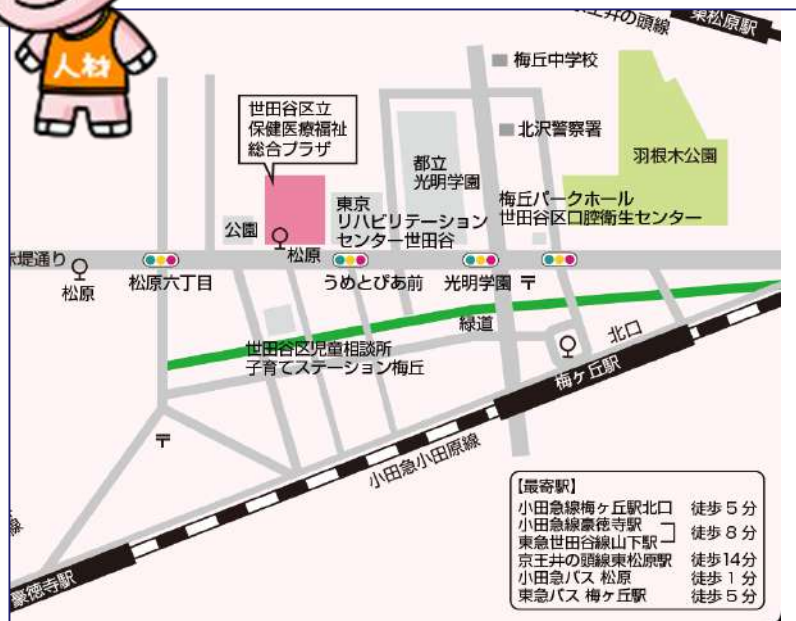 人材
京王井の頭線
東松原駅
梅丘中学校
北沢警察署
羽根木公園
世田谷区立
保健医療福祉
総合プラザ
都立
光明学園
東京
リハビリテーション
センター世田谷
梅丘パークホール
世田谷区口腔衛生センター
公園
松原
赤堤通り
松原
松原六丁目
うめとぴあ前
光明学園
〒
緑道
世田谷区児童相談所
子育てステーション梅丘
北口
梅ヶ丘駅
〒
小田急小田原線
線
豪徳寺駅
【最寄駅】
小田急線梅ヶ丘駅北口 徒歩5分
小田急線豪徳寺駅
東急世田谷線山下駅 徒歩8分
京王井の頭線東松原駅 徒歩14分
小田急バス 松原 徒歩1分
東急バス 梅ヶ丘駅 徒歩5分